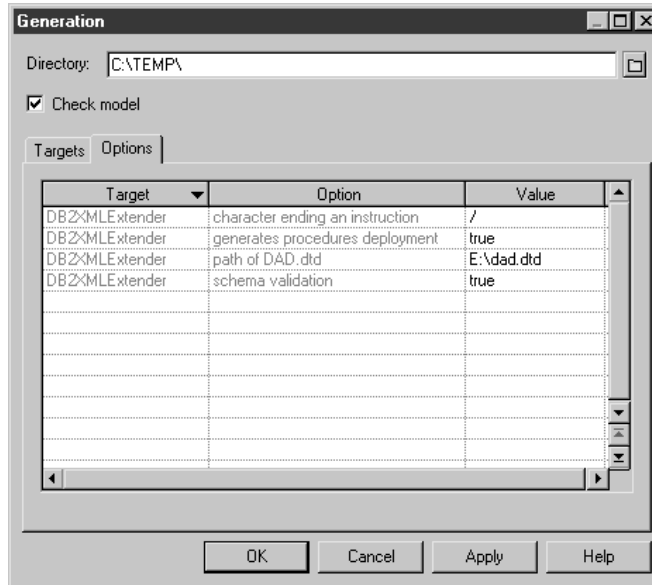 Generation
Directory: C:\TEMP\
Check model
Targets Options
Target Option Value
DB2XMLExtender character ending an instruction /
DB2XMLExtender generates procedures deployment true
DB2XMLExtender path of DAD.dtd E:\dad.dtd
DB2XMLExtender schema validation true
OK Cancel Apply Help